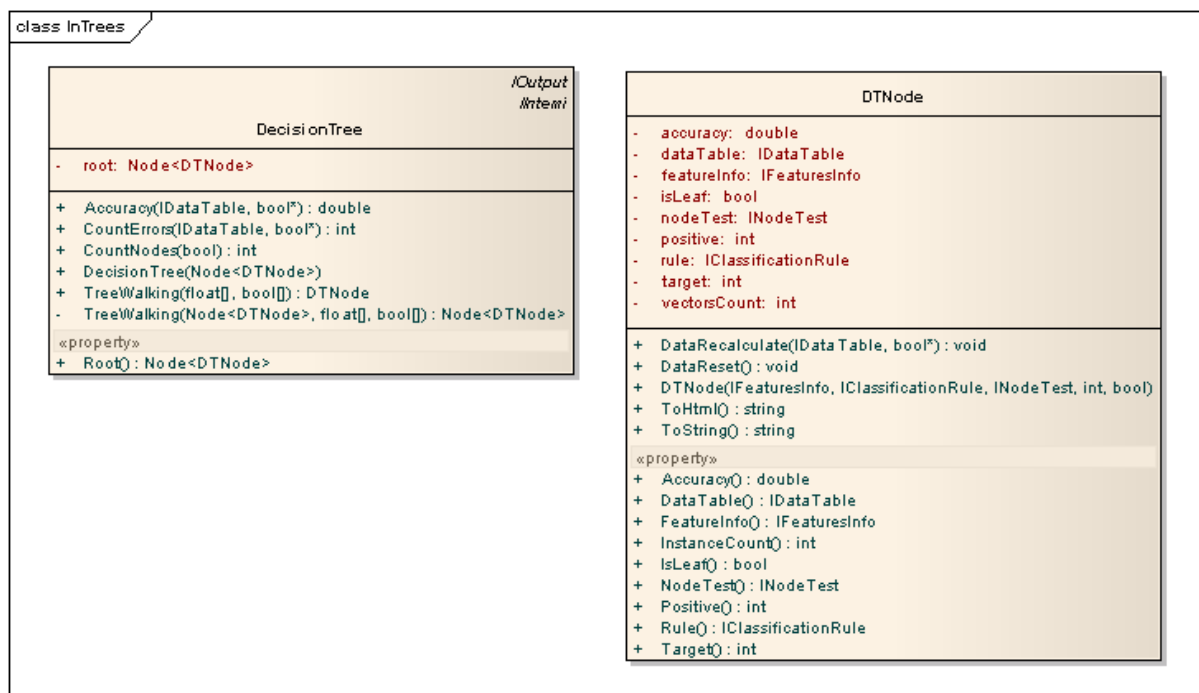 class InTrees
IOutput
IIntemi
DecisionTree
- root: Node<DTNode>
+ Accuracy(IDataTable, bool*) : double
+ CountErrors(IDataTable, bool*) : int
+ CountNodes(bool) : int
+ DecisionTree(Node<DTNode>)
+ TreeWalking(float[], bool[]) : DTNode
- TreeWalking(Node<DTNode>, float[], bool[]) : Node<DTNode>
«property»
+ Root() : Node<DTNode>
DTNode
- accuracy: double
- dataTable: IDataTable
- featureInfo: IFeaturesInfo
- isLeaf: bool
- nodeTest: INodeTest
- positive: int
- rule: IClassificationRule
- target: int
- vectorsCount: int
+ DataRecalculate(IDataTable, bool*) : void
+ DataReset() : void
+ DTNode(IFeaturesInfo, IClassificationRule, INodeTest, int, bool)
+ ToHtml() : string
+ ToString() : string
«property»
+ Accuracy() : double
+ DataTable() : IDataTable
+ FeatureInfo() : IFeaturesInfo
+ InstanceCount() : int
+ IsLeaf() : bool
+ NodeTest() : INodeTest
+ Positive() : int
+ Rule() : IClassificationRule
+ Target() : int